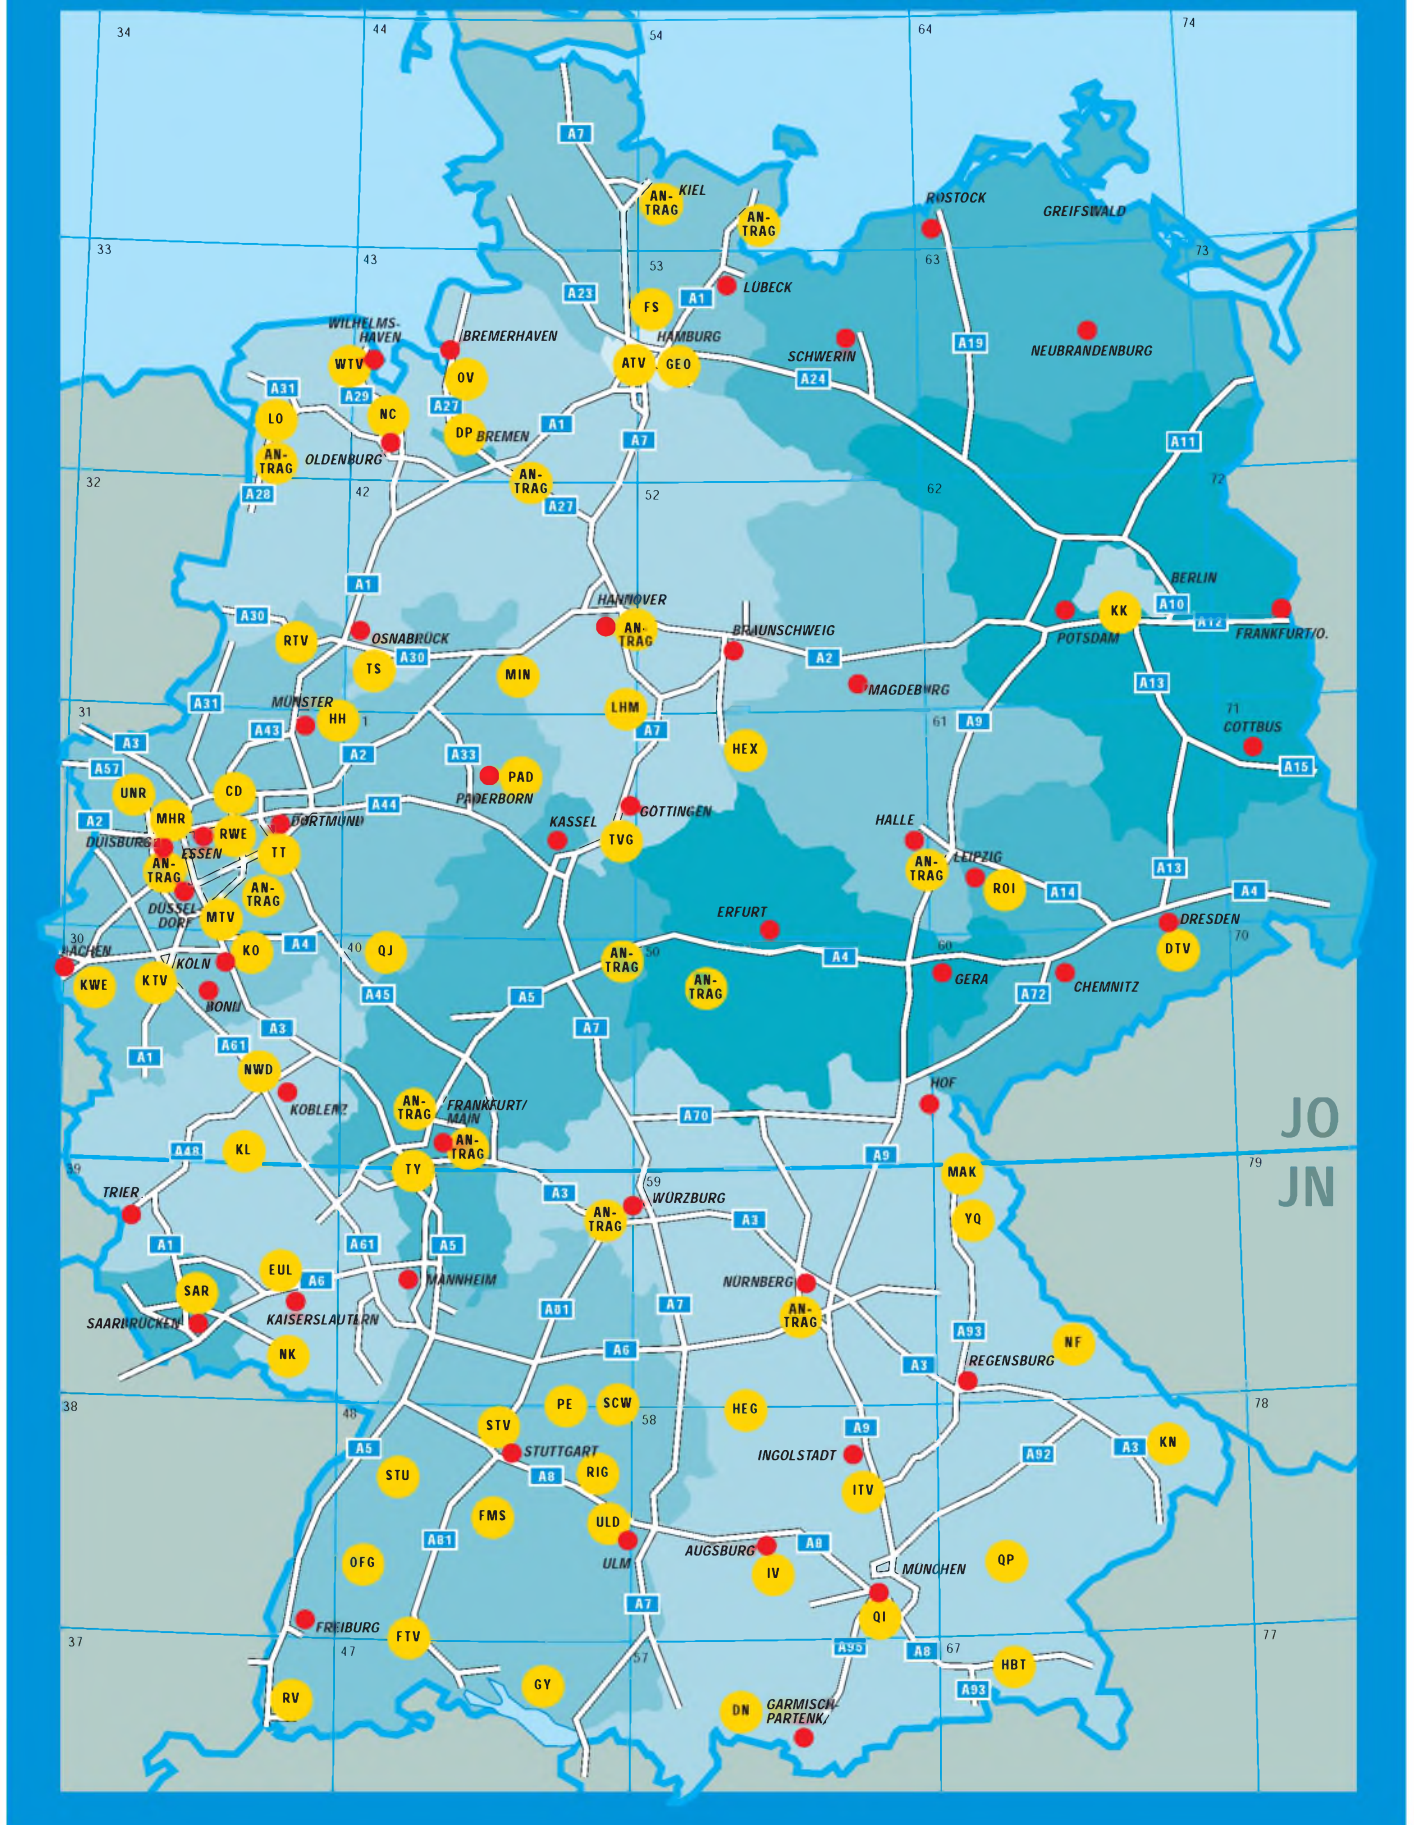 34
44
54
64
74
A7
AN-
TRAG
KIEL
AN-
TRAG
ROSTOCK
GREIFSWALD
33
43
53
63
73
A23
FS
A1
LÜBECK
WILHELMS-
HAVEN
BREMERHAVEN
HAMBURG
SCHWERIN
A19
NEUBRANDENBURG
WTV
OV
ATV
GEO
A24
A31
A29
A27
LO
NC
DP
BREMEN
A1
A7
A11
AN-
TRAG
OLDENBURG
AN-
TRAG
32
A28
42
A27
52
62
72
A1
BERLIN
HANNOVER
A30
RTV
OSNABRÜCK
AN-
TRAG
BRAUNSCHWEIG
KK
A10
A12
POTSDAM
FRANKFURT/O.
TS
A30
MIN
A2
A13
MAGDEBURG
31
A31
MÜNSTER
HH
1
LHM
61
A9
71
COTTBUS
A3
A43
A2
A33
A7
HEX
A15
A57
UNR
CD
PAD
PADERBORN
A2
MHR
A44
GÖTTINGEN
DUISBURG
RWE
DORTMUND
KASSEL
TVG
HALLE
ESSEN
TT
AN-
TRAG
AN-
TRAG
LEIPZIG
ROI
A14
A13
A4
DÜSSEL-
DORF
MTV
AN-
TRAG
ERFURT
DRESDEN
30
AACHEN
KÖLN
KO
A4
40
QJ
AN-
TRAG
50
A4
60
70
DTV
KWE
KTV
BONN
A45
A5
AN-
TRAG
GERA
A72
CHEMNITZ
A1
A61
A3
A7
NWD
KOBLENZ
AN-
TRAG
FRANKFURT/
MAIN
A70
HOF
JO
A48
KL
AN-
TRAG
TY
A9
MAK
79
JN
39
TRIER
A3
59
WÜRZBURG
AN-
TRAG
A3
YQ
A1
A61
A5
EUL
A6
MANNHEIM
NÜRNBERG
SAR
KAISERSLAUTERN
SAARBRÜCKEN
A81
A7
AN-
TRAG
A93
NF
NK
A6
A3
REGENSBURG
38
48
PE
SCW
58
HEG
78
STV
STUTTGART
A5
A9
INGOLSTADT
A92
A3
KN
STU
A8
RIG
ITV
FMS
ULD
A81
ULM
AUGSBURG
A8
OFG
IV
MÜNCHEN
QP
FREIBURG
A7
QI
37
47
FTV
57
A95
A8
67
77
HBT
RV
GY
A93
DN
GARMISCH-
PARTENK/